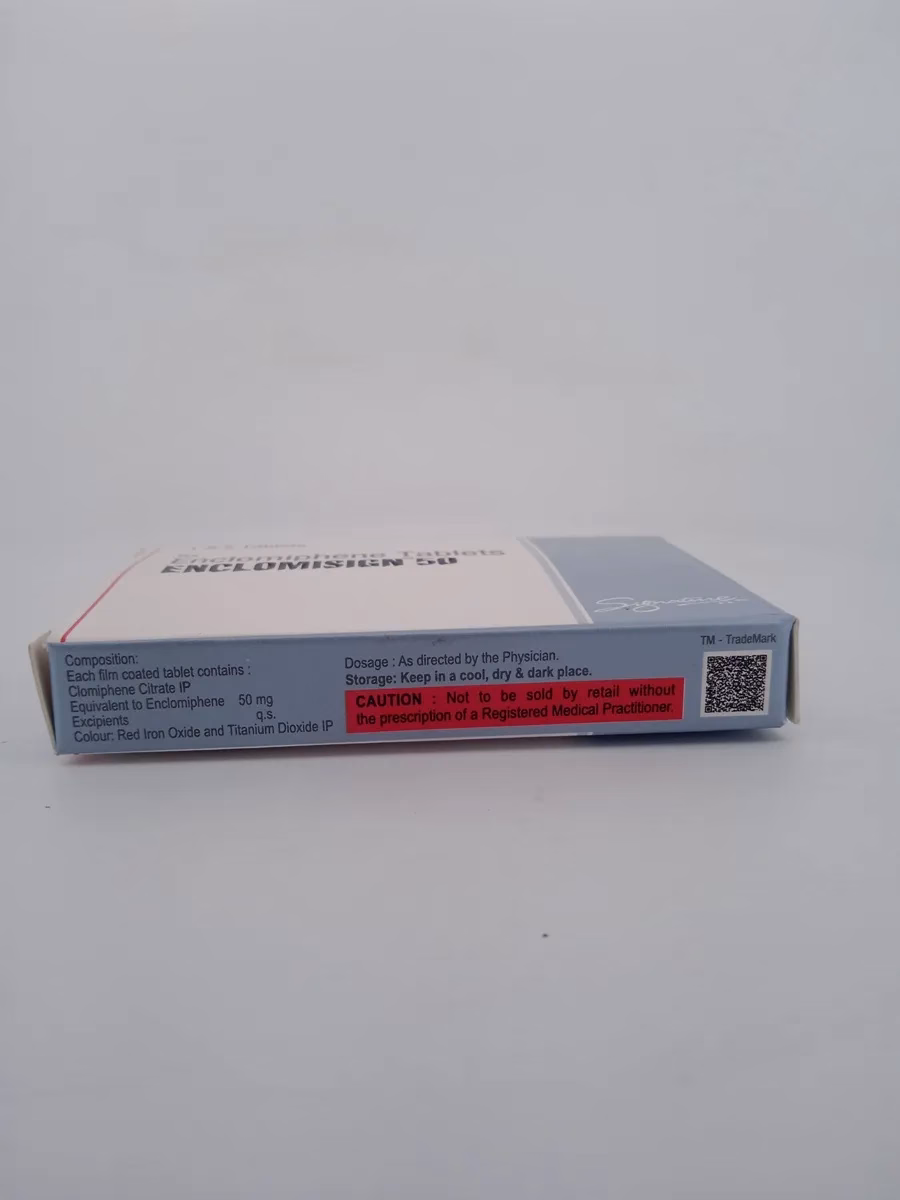 Enclomiphene Tablets
ENCLOMISIGN 50
Signature
TM - TradeMark
Composition:
Each film coated tablet contains :
Clomiphene Citrate IP
Equivalent to Enclomiphene 50 mg
Excipients q.s.
Colour: Red Iron Oxide and Titanium Dioxide IP
Dosage : As directed by the Physician.
Storage: Keep in a cool, dry & dark place.
CAUTION : Not to be sold by retail without
the prescription of a Registered Medical Practitioner.